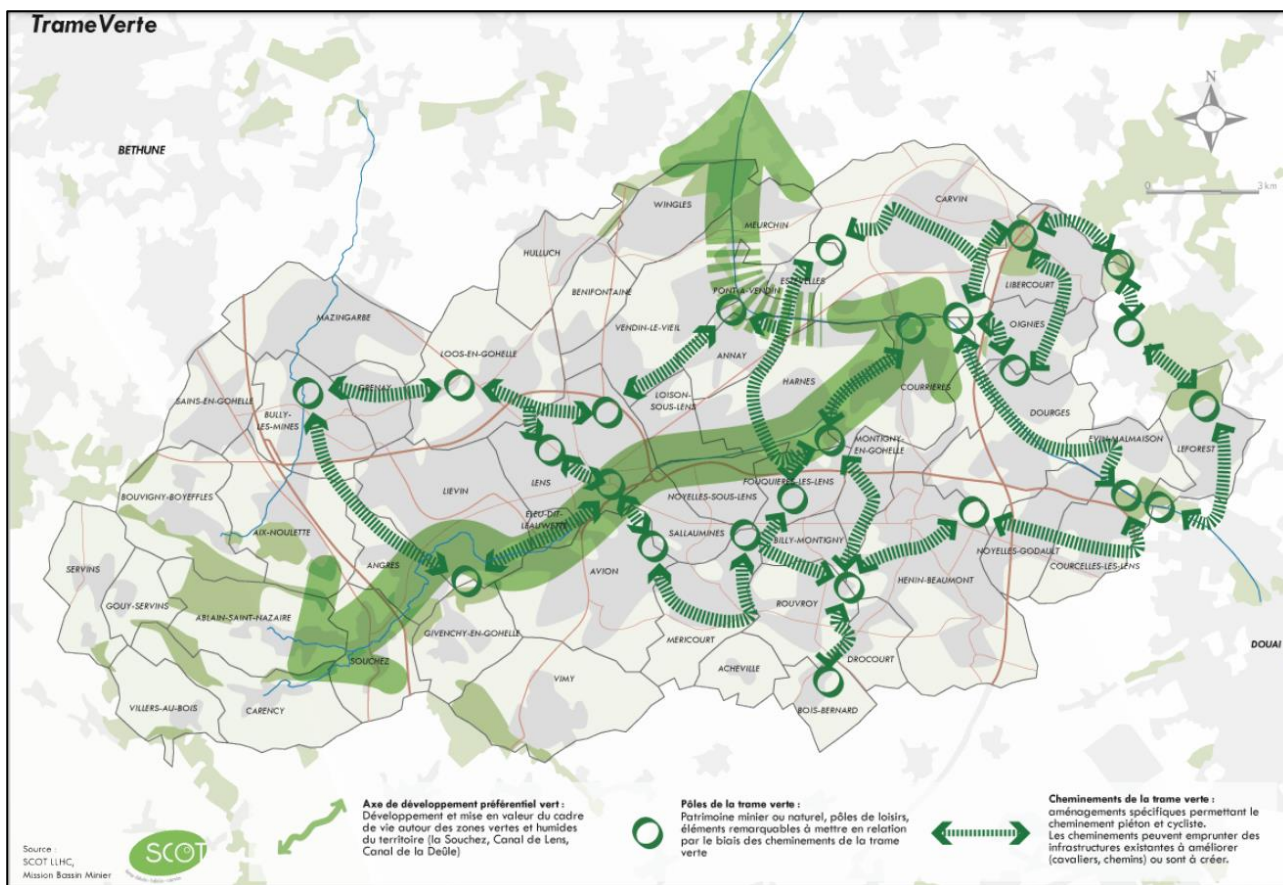 TrameVerte
BETHUNE
N
0 3 km
WINGLES
CARVIN
MEURCHIN
HULLUCH
ESTEVELLES
BENIFONTAINE
PONT-A-VENDIN
LIBERCOURT
MAZINGARBE
VENDIN-LE-VIEIL
OIGNIES
LOOS-EN-GOHELLE
ANNAY
HARNES
GRENAY
COURRIERES
SAINS-EN-GOHELLE
LOISON-
SOUS-LENS
BULLY-
LES-MINES
DOURGES
MONTIGNY-
EN-GOHELLE
EVIN-MALMAISON
LEFOREST
BOUVIGNY-BOYEFFLES
LIEVIN
LENS
NOYELLES-SOUS-LENS
FOUQUIERES-LES-LENS
ELEU-DIT-
LEAUWETTE
AIX-NOULETTE
SALLAUMINES
BILLY-MONTIGNY
NOYELLES-GODAULT
COURCELLES-LES-LENS
SERVINS
ANGRES
AVION
HENIN-BEAUMONT
GOUY-SERVINS
ABLAIN-SAINT-NAZAIRE
ROUVROY
GIVENCHY-EN-GOHELLE
MERICOURT
DROCOURT
DOUAI
SOUCHEZ
ACHEVILLE
VIMY
VILLERS-AU-BOIS
CARENCY
BOIS-BERNARD
Axe de développement préférentiel vert :
Développement et mise en valeur du cadre
de vie autour des zones vertes et humides
du territoire (la Souchez, Canal de Lens,
Canal de la Deûle)
Pôles de la trame verte :
Patrimoine minier ou naturel, pôles de loisirs,
éléments remarquables à mettre en relation
par le biais des cheminements de la trame
verte
Cheminements de la trame verte :
aménagements spécifiques permettant le
cheminement piéton et cycliste.
Les cheminements peuvent emprunter des
infrastructures existantes à améliorer
(cavaliers, chemins) ou sont à créer.
Source :
SCOT LLHC,
Mission Bassin Minier
SCOT